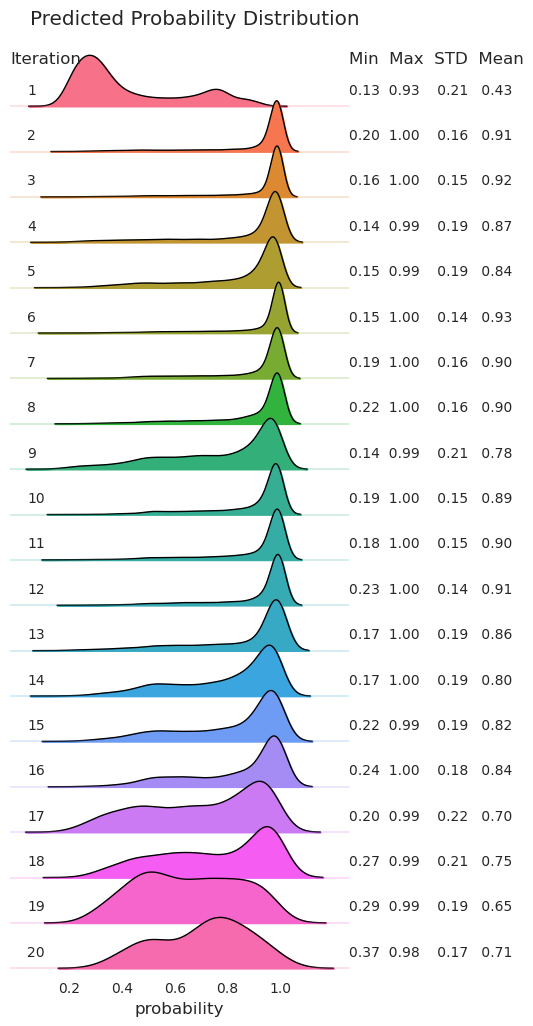 Predicted Probability Distribution
Iteration Min Max STD Mean
1 0.13 0.93 0.21 0.43
2 0.20 1.00 0.16 0.91
3 0.16 1.00 0.15 0.92
4 0.14 0.99 0.19 0.87
5 0.15 0.99 0.19 0.84
6 0.15 1.00 0.14 0.93
7 0.19 1.00 0.16 0.90
8 0.22 1.00 0.16 0.90
9 0.14 0.99 0.21 0.78
10 0.19 1.00 0.15 0.89
11 0.18 1.00 0.15 0.90
12 0.23 1.00 0.14 0.91
13 0.17 1.00 0.19 0.86
14 0.17 1.00 0.19 0.80
15 0.22 0.99 0.19 0.82
16 0.24 1.00 0.18 0.84
17 0.20 0.99 0.22 0.70
18 0.27 0.99 0.21 0.75
19 0.29 0.99 0.19 0.65
20 0.37 0.98 0.17 0.71
0.2 0.4 0.6 0.8 1.0
probability